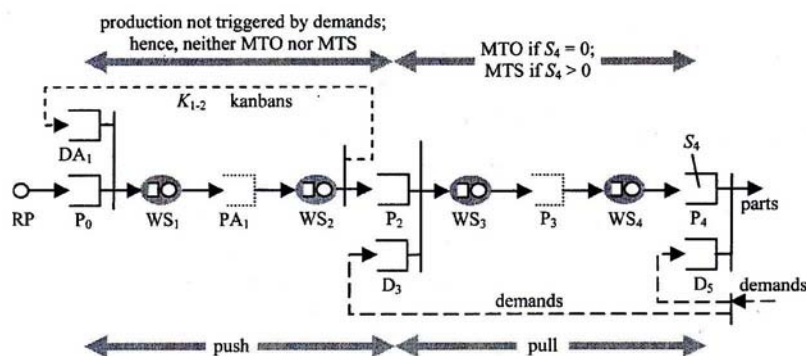 production not triggered by demands;
hence, neither MTO nor MTS
MTO if S₄ = 0;
MTS if S₄ > 0
K₁₋₂ kanbans
DA₁
S₄
RP
P₀
WS₁
PA₁
WS₂
P₂
WS₃
P₃
WS₄
P₄
parts
D₃
D₅
demands
demands
push
pull